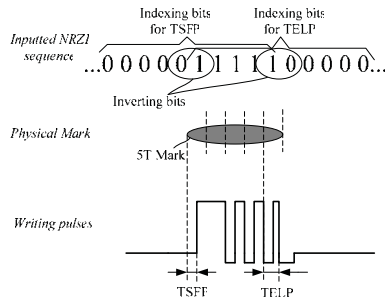 Indexing bits for TSFP
Indexing bits for TELP
Inputted NRZI sequence
...0 0 0 0 0 1 1 1 1 1 0 0 0 0 0...
Inverting bits
Physical Mark
5T Mark
Writing pulses
TSFP
TELP